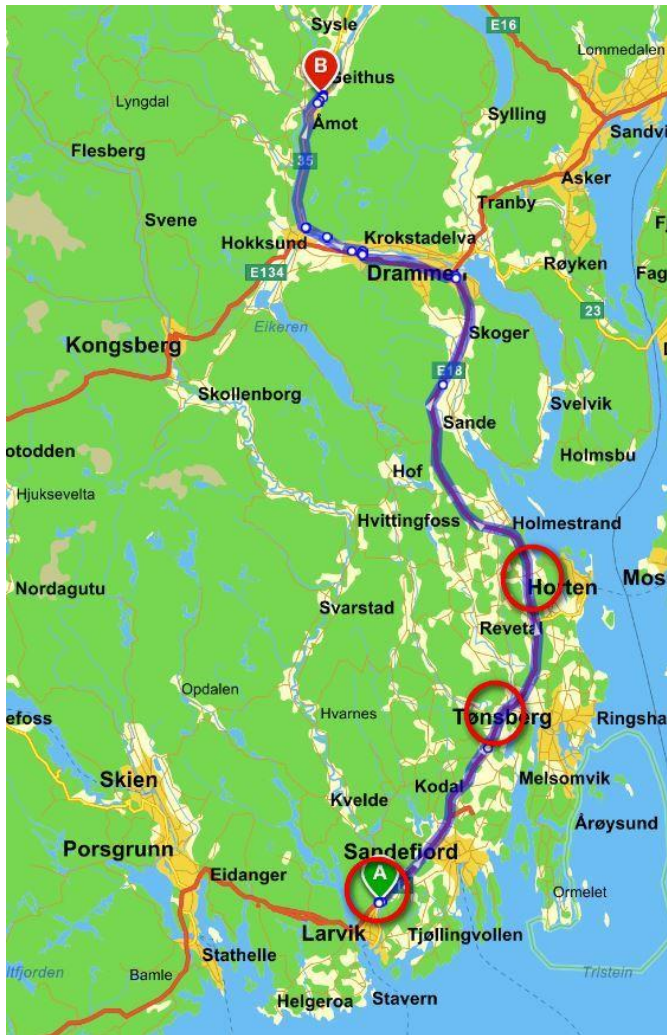 Sysle
E16
Lommedalen
B
Geithus
Lyngdal
Åmot
Sylling
Sandvi
Flesberg
35
Asker
Tranby
Svene
Hokksund
Krokstadelva
Røyken
E134
Drammen
Fag
Eikeren
23
Skoger
Kongsberg
E18
Skollenborg
Svelvik
Sande
otodden
Holmsbu
Hof
Hjuksevelta
Hvittingfoss
Holmestrand
Nordagutu
Horten
Mos
Svarstad
Revetal
Opdalen
Hvarnes
Tønsberg
Ringsha
efoss
Skien
Kodal
Melsomvik
Kvelde
Årøysund
Porsgrunn
Sandefjord
Eidanger
A
Ormelet
Larvik
Tjøllingvollen
Stathelle
ltfjorden
Bamle
Tristein
Helgeroa
Stavern